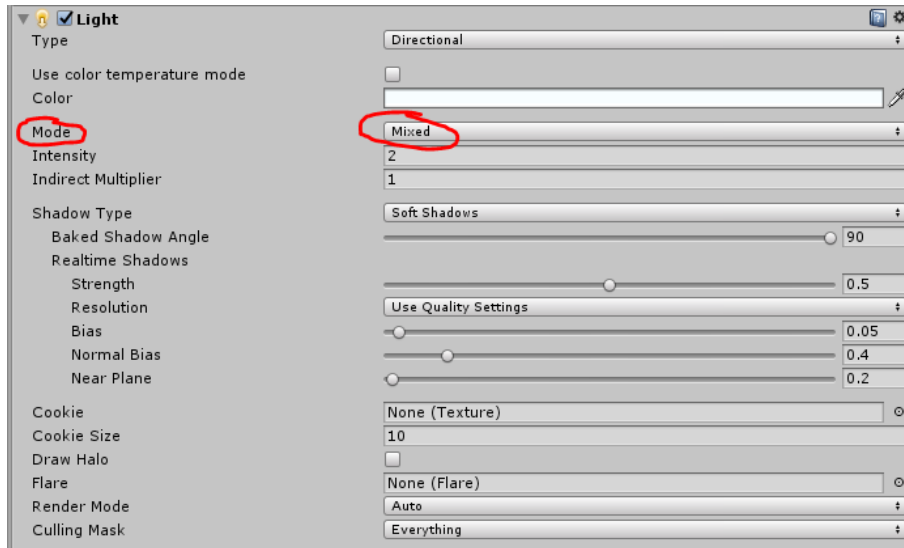 Light
Type Directional
Use color temperature mode
Color
Mode Mixed
Intensity 2
Indirect Multiplier 1
Shadow Type Soft Shadows
Baked Shadow Angle 90
Realtime Shadows
Strength 0.5
Resolution Use Quality Settings
Bias 0.05
Normal Bias 0.4
Near Plane 0.2
Cookie None (Texture)
Cookie Size 10
Draw Halo
Flare None (Flare)
Render Mode Auto
Culling Mask Everything